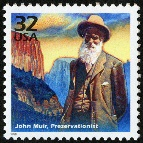 32
USA
John Muir, Preservationist